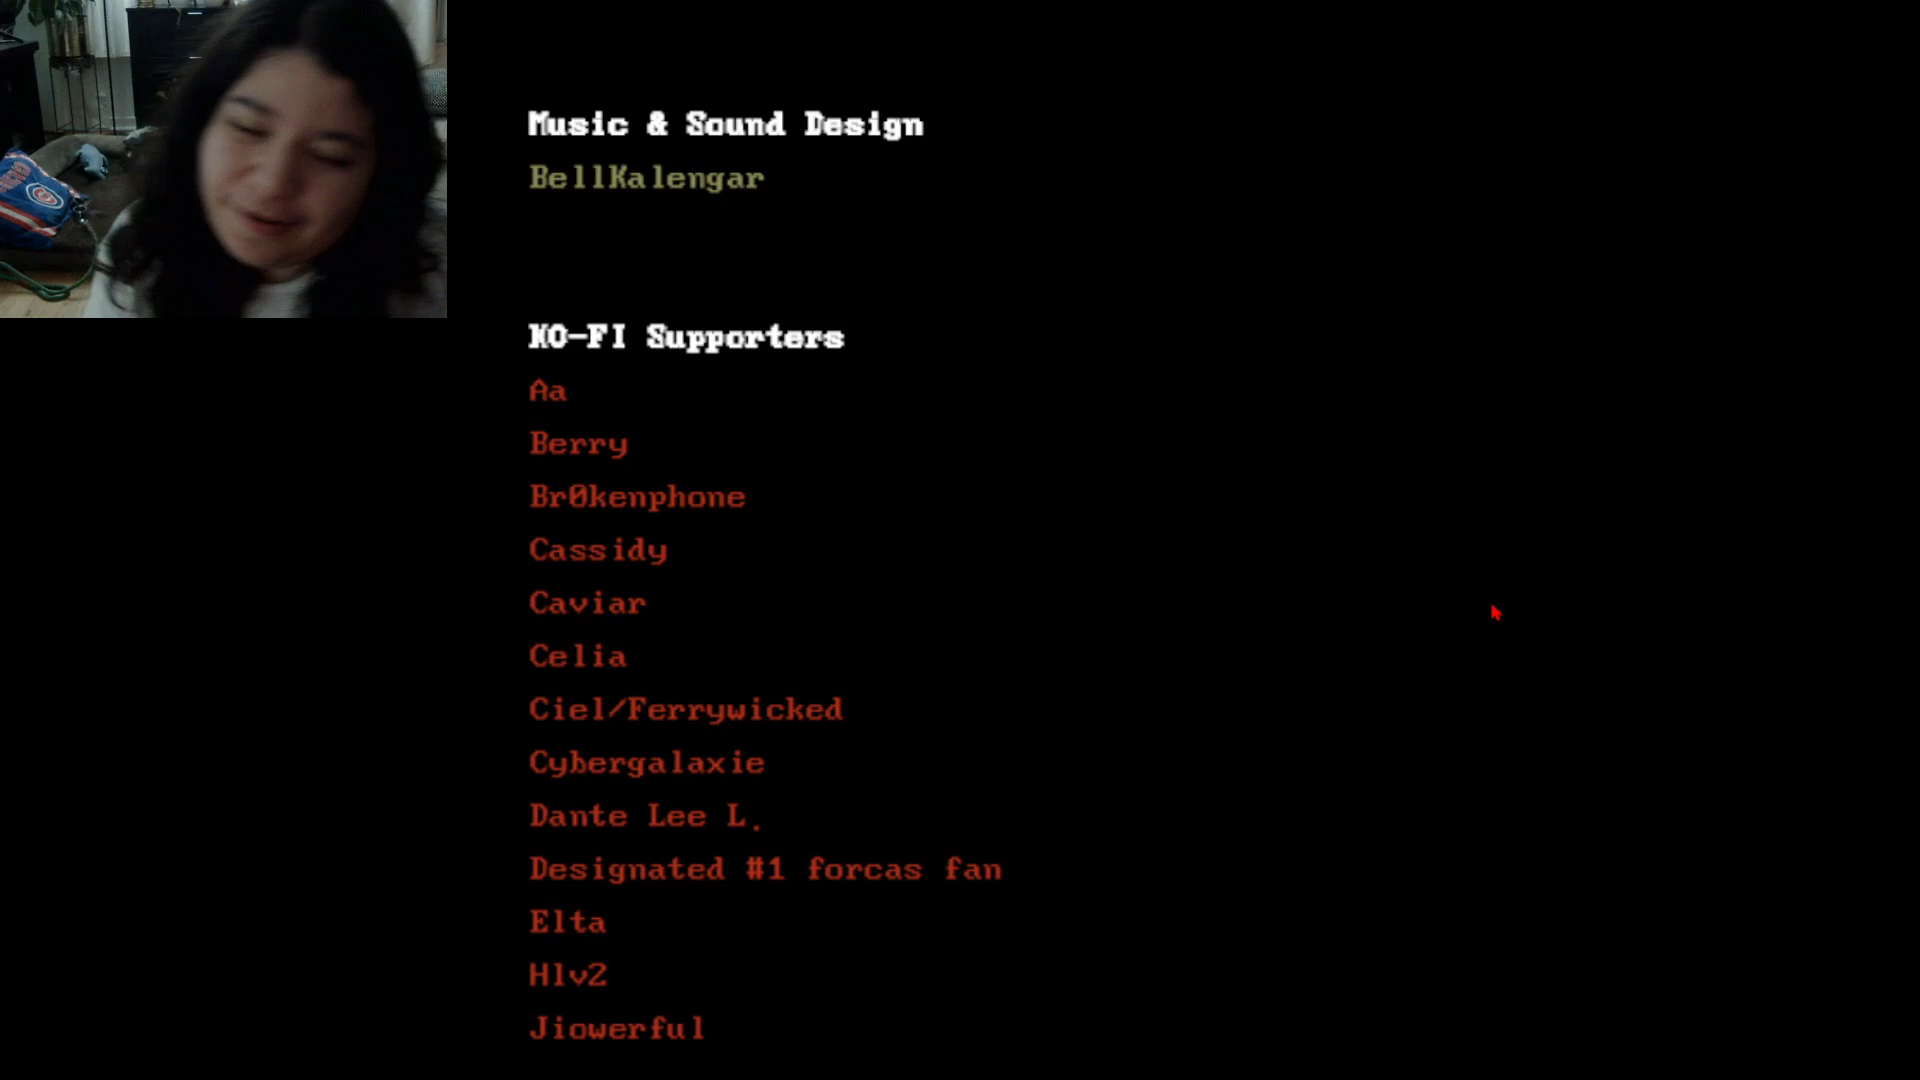 Music & Sound Design
BellKalengar
KO-FI Supporters
Aa
Berry
Br0kenphone
Cassidy
Caviar
Celia
Ciel/Ferrywicked
Cybergalaxie
Dante Lee L.
Designated #1 forcas fan
Elta
Hlv2
Jiowerful